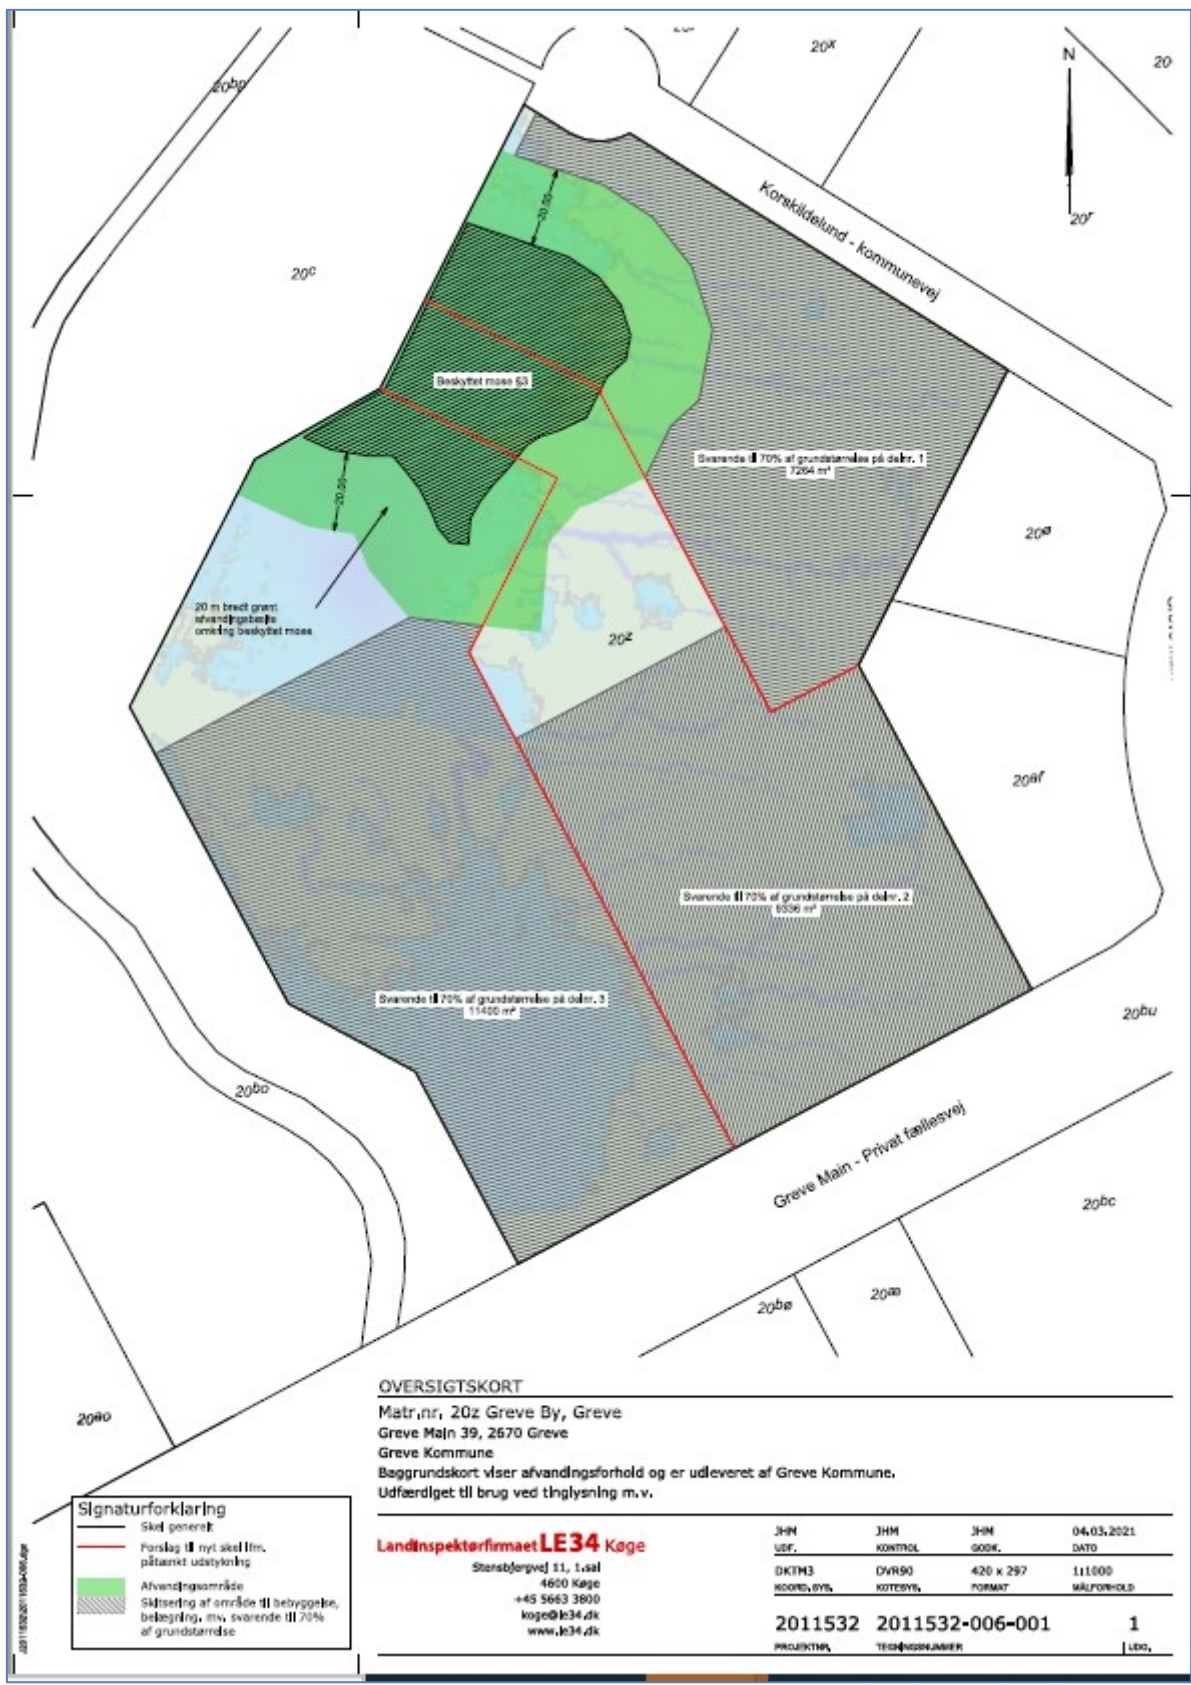 20bp
20x
N
20
20r
Korskildelund - kommunevej
20c
20.00
Beskyttet mose §3
Svarende til 70% af grundstørrelse på delnr. 1
7264 m²
20.00
20ø
20 m bredt grønt
afvandingsbælte
omkring beskyttet mose
20z
20af
Svarende til 70% af grundstørrelse på delnr. 2
9336 m²
Svarende til 70% af grundstørrelse på delnr. 3
11400 m²
20bu
20bo
Greve Main - Privat fællesvej
20bc
20bø
20æ
20ao
OVERSIGTSKORT
Matr.nr. 20z Greve By, Greve
Greve Main 39, 2670 Greve
Greve Kommune
Baggrundskort viser afvandingsforhold og er udleveret af Greve Kommune.
Udfærdiget til brug ved tinglysning m.v.
Signaturforklaring
Skel generelt
Forslag til nyt skel ifm.
påtænkt udstykning
Afvandingsområde
Skitsering af område til bebyggelse,
belægning, mv. svarende til 70%
af grundstørrelse
Landinspektørfirmaet LE34 Køge
Stensbjergvej 11, 1.sal
4600 Køge
+45 5663 3800
koge@le34.dk
www.le34.dk
JHM JHM JHM 04.03.2021
UDF. KONTROL GODK. DATO
DKTM3 DVR90 420 x 297 1:1000
KOORD.SYS. KOTESYS. FORMAT MÅLFORHOLD
2011532 2011532-006-001 1
PROJEKTNR. TEGNINGSNUMMER UDG.